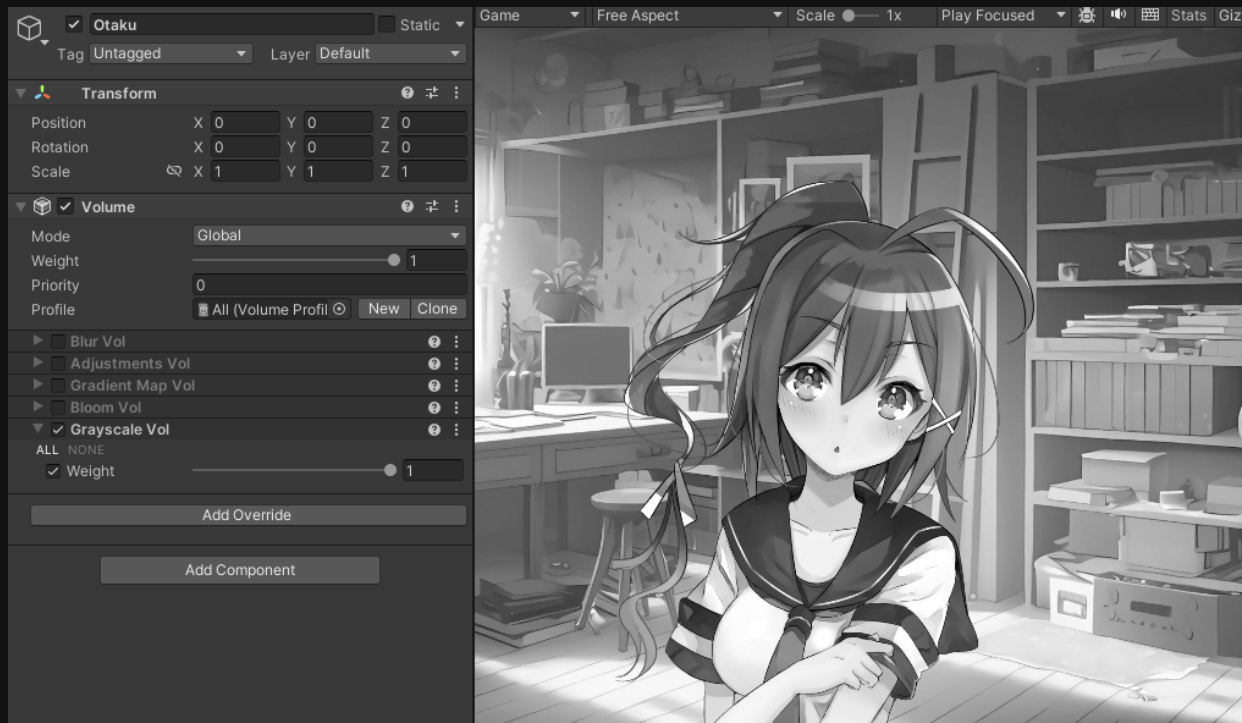 Otaku
Static
Tag Untagged
Layer Default
Transform
Position X 0 Y 0 Z 0
Rotation X 0 Y 0 Z 0
Scale X 1 Y 1 Z 1
Volume
Mode Global
Weight 1
Priority 0
Profile All (Volume Profil New Clone
Blur Vol
Adjustments Vol
Gradient Map Vol
Bloom Vol
Grayscale Vol
ALL NONE
Weight 1
Add Override
Add Component
Game Free Aspect Scale 1x Play Focused Stats Giz